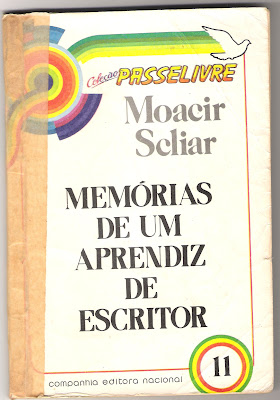 Coleção PASSELIVRE
Moacir
Scliar
MEMÓRIAS
DE UM
APRENDIZ
DE
ESCRITOR
companhia editora nacional
11